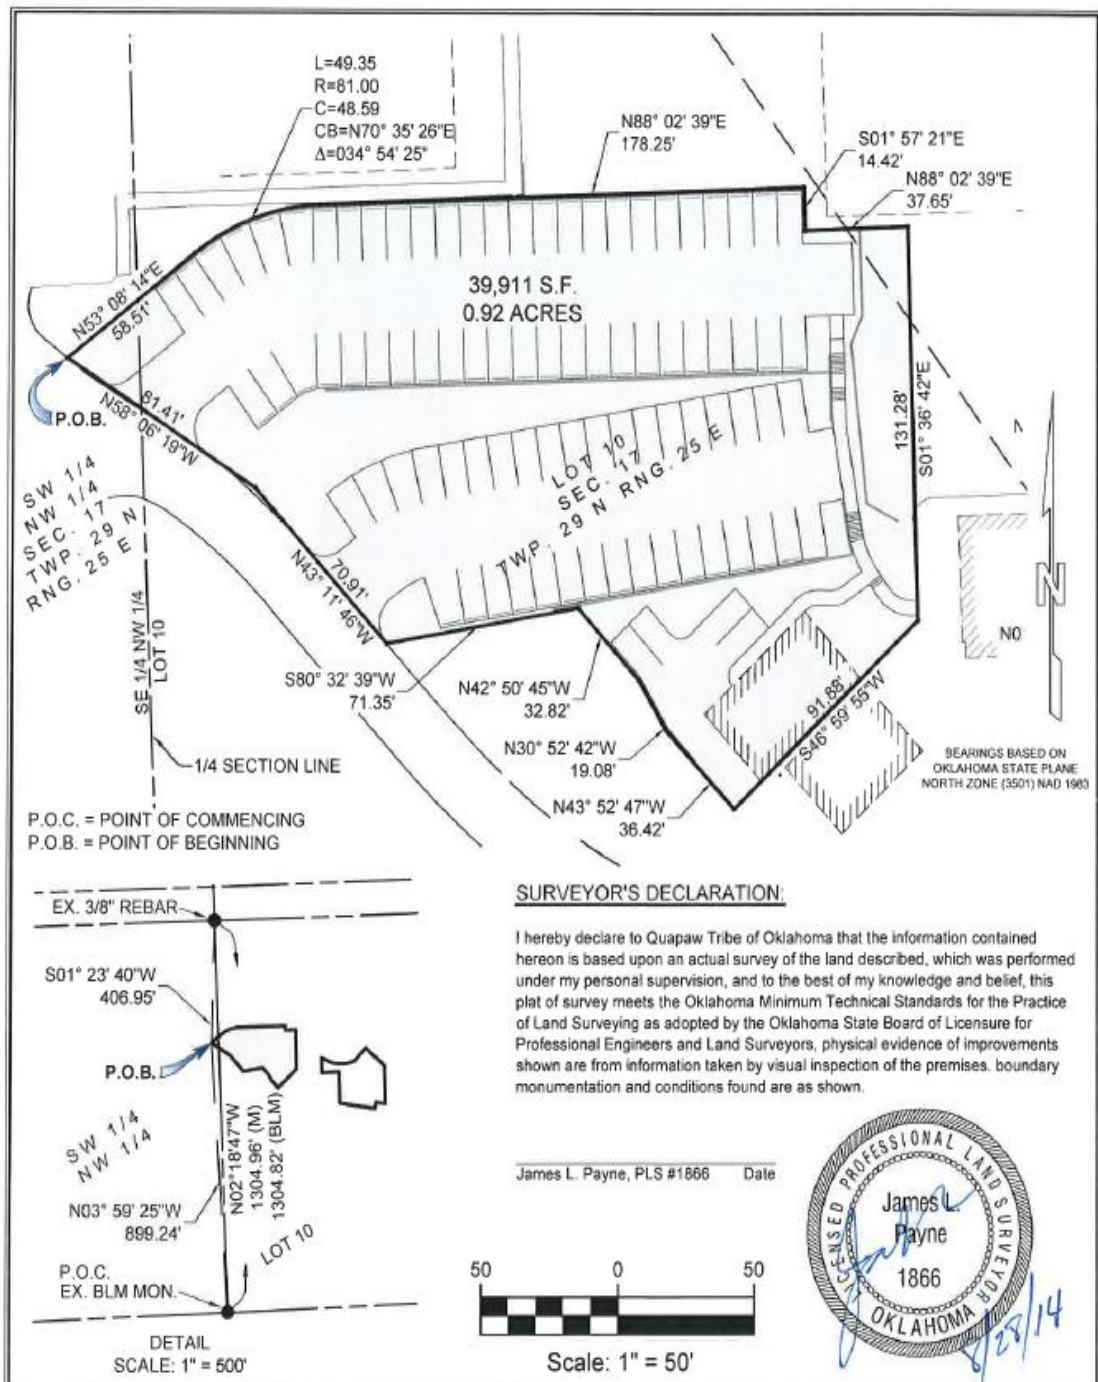 L=49.35
R=81.00
C=48.59
CB=N70° 35' 26"E
Δ=034° 54' 25"
N88° 02' 39"E
178.25'
S01° 57' 21"E
14.42'
N88° 02' 39"E
37.65'
N53° 08' 14"E
58.51'
39,911 S.F.
0.92 ACRES
P.O.B.
81.41'
N58° 06' 19"W
131.28'
S01° 36' 42"E
SW 1/4
NW 1/4
SEC. 17
TWP. 29 N
RNG. 25 E
LOT 10
SEC. 17
TWP. 29 N RNG. 25 E
70.91'
N43° 11' 46"W
SE 1/4 NW 1/4
LOT 10
S80° 32' 39"W
71.35'
N42° 50' 45"W
32.82'
N30° 52' 42"W
19.08'
N43° 52' 47"W
36.42'
91.88'
S46° 59' 55"W
N
NO
BEARINGS BASED ON
OKLAHOMA STATE PLANE
NORTH ZONE (3501) NAD 1983
1/4 SECTION LINE
P.O.C. = POINT OF COMMENCING
P.O.B. = POINT OF BEGINNING
EX. 3/8" REBAR
S01° 23' 40"W
406.95'
P.O.B.
SW 1/4
NW 1/4
N02°18'47"W
1304.96' (M)
1304.82' (BLM)
N03° 59' 25"W
899.24'
LOT 10
P.O.C.
EX. BLM MON.
DETAIL
SCALE: 1" = 500'
SURVEYOR'S DECLARATION:
I hereby declare to Quapaw Tribe of Oklahoma that the information contained
hereon is based upon an actual survey of the land described, which was performed
under my personal supervision, and to the best of my knowledge and belief, this
plat of survey meets the Oklahoma Minimum Technical Standards for the Practice
of Land Surveying as adopted by the Oklahoma State Board of Licensure for
Professional Engineers and Land Surveyors, physical evidence of improvements
shown are from information taken by visual inspection of the premises. boundary
monumentation and conditions found are as shown.
James L. Payne, PLS #1866 Date
50 0 50
Scale: 1" = 50'
LICENSED PROFESSIONAL LAND SURVEYOR
James L.
Payne
1866
OKLAHOMA
8/28/14